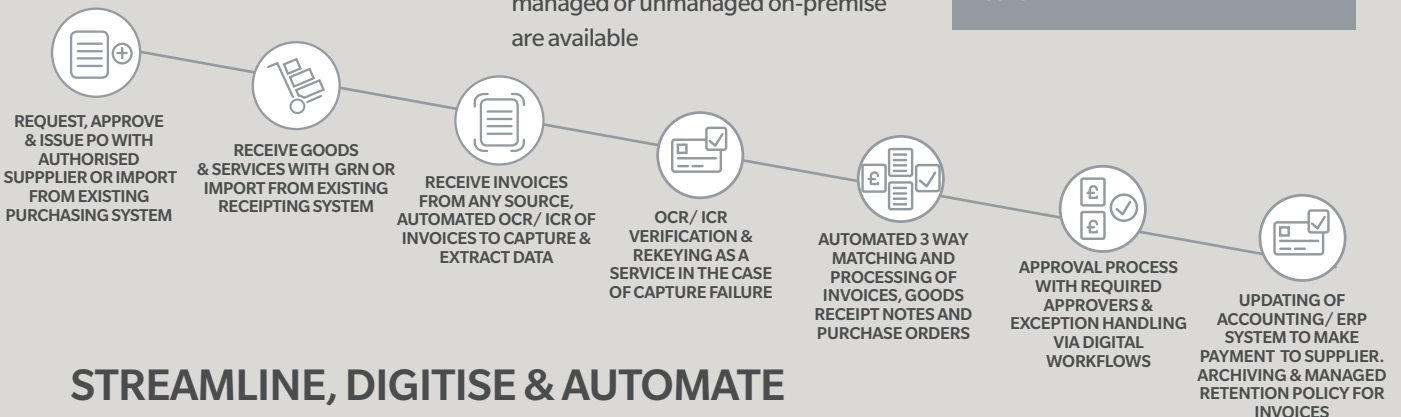 managed or unmanaged on-premise
are available
REQUEST, APPROVE
& ISSUE PO WITH
AUTHORISED
SUPPPLIER OR IMPORT
FROM EXISTING
PURCHASING SYSTEM
RECEIVE GOODS
& SERVICES WITH GRN OR
IMPORT FROM EXISTING
RECEIPTING SYSTEM
RECEIVE INVOICES
FROM ANY SOURCE,
AUTOMATED OCR/ ICR OF
INVOICES TO CAPTURE &
EXTRACT DATA
OCR/ ICR
VERIFICATION &
REKEYING AS A
SERVICE IN THE CASE
OF CAPTURE FAILURE
£
AUTOMATED 3 WAY
MATCHING AND
PROCESSING OF
INVOICES, GOODS
RECEIPT NOTES AND
PURCHASE ORDERS
£
£
APPROVAL PROCESS
WITH REQUIRED
APPROVERS &
EXCEPTION HANDLING
VIA DIGITAL
WORKFLOWS
UPDATING OF
ACCOUNTING/ ERP
SYSTEM TO MAKE
PAYMENT TO SUPPLIER.
ARCHIVING & MANAGED
RETENTION POLICY FOR
INVOICES
STREAMLINE, DIGITISE & AUTOMATE